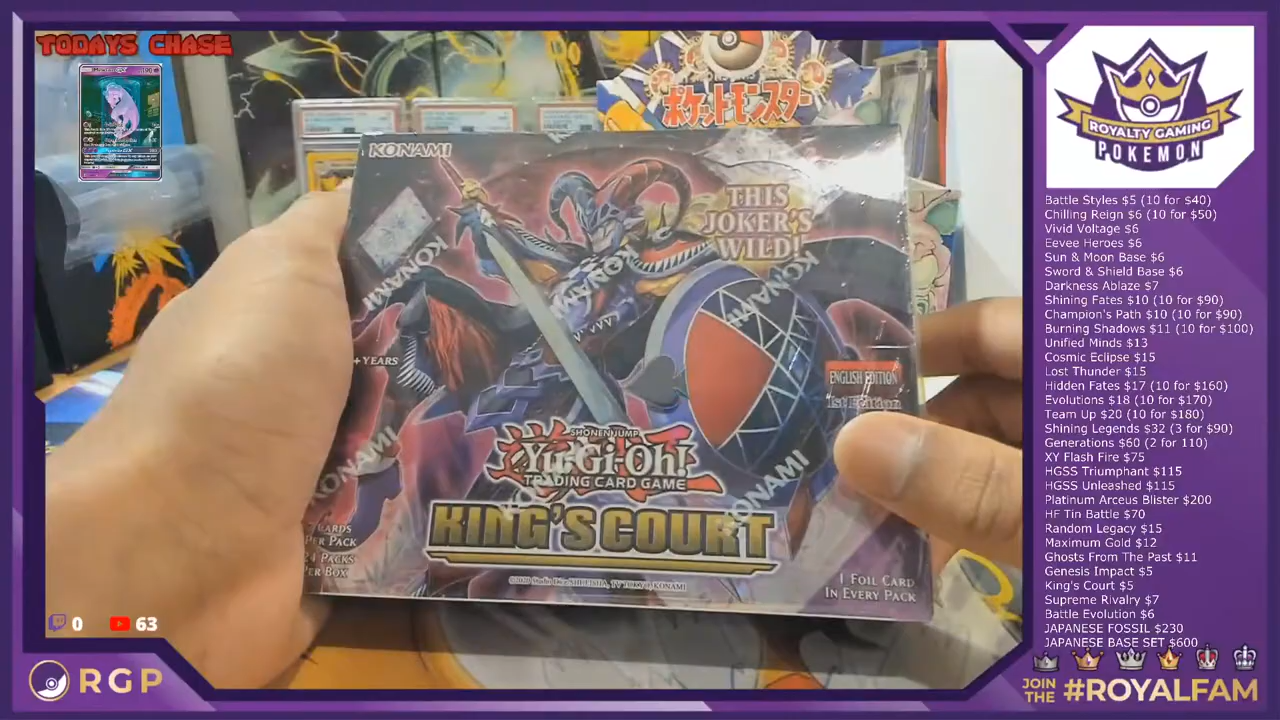 TODAYS CHASE
ポケットモンスター
KONAMI
THIS
JOKER'S
WILD!
KONAMI
KONAMI
KONAMI
KONAMI
+YEARS
ENGLISH EDITION
1st Edition
KONAMI
KONAMI
SHONEN JUMP
Yu-Gi-Oh!
TRADING CARD GAME
KING'S COURT
CARDS
PER PACK
24 PACKS
PER BOX
1 FOIL CARD
IN EVERY PACK
0
63
RGP
ROYALTY GAMING
POKEMON
Battle Styles $5 (10 for $40)
Chilling Reign $6 (10 for $50)
Vivid Voltage $6
Eevee Heroes $6
Sun & Moon Base $6
Sword & Shield Base $6
Darkness Ablaze $7
Shining Fates $10 (10 for $90)
Champion's Path $10 (10 for $90)
Burning Shadows $11 (10 for $100)
Unified Minds $13
Cosmic Eclipse $15
Lost Thunder $15
Hidden Fates $17 (10 for $160)
Evolutions $18 (10 for $170)
Team Up $20 (10 for $180)
Shining Legends $32 (3 for $90)
Generations $60 (2 for 110)
XY Flash Fire $75
HGSS Triumphant $115
HGSS Unleashed $115
Platinum Arceus Blister $200
HF Tin Battle $70
Random Legacy $15
Maximum Gold $12
Ghosts From The Past $11
Genesis Impact $5
King's Court $5
Supreme Rivalry $7
Battle Evolution $6
JAPANESE FOSSIL $230
JAPANESE BASE SET $600
JOIN
THE
#ROYALFAM